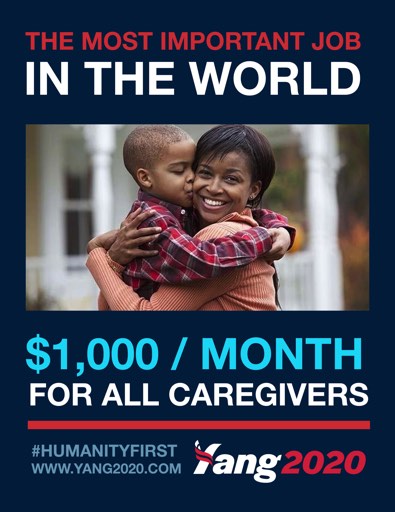 THE MOST IMPORTANT JOB
IN THE WORLD
$1,000 / MONTH
FOR ALL CAREGIVERS
#HUMANITYFIRST
WWW.YANG2020.COM
Yang2020